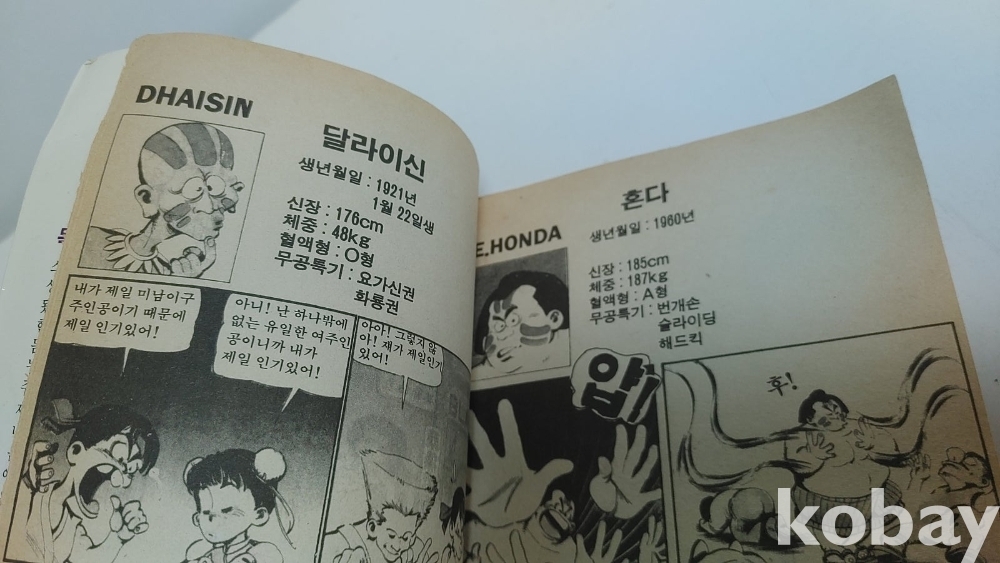 DHAISIN
달라이신
생년월일 : 1921년
1월 22일생
신장 : 176cm
체중 : 48kg
혈액형 : O형
무공특기 : 요가신권
화룡권
내가 제일 미남이구
주인공이기 때문에
제일 인기있어!
아니! 난 하나밖에
없는 유일한 여주인
공이니까 내가
제일 인기있어!
아아! 그렇지 않
아! 재가 제일인기
있어!
혼다
E.HONDA
생년월일 : 1960년
신장 : 185cm
체중 : 187kg
혈액형 : A형
무공특기 : 번개손
슬라이딩
해드킥
얍!!
후!
kobay